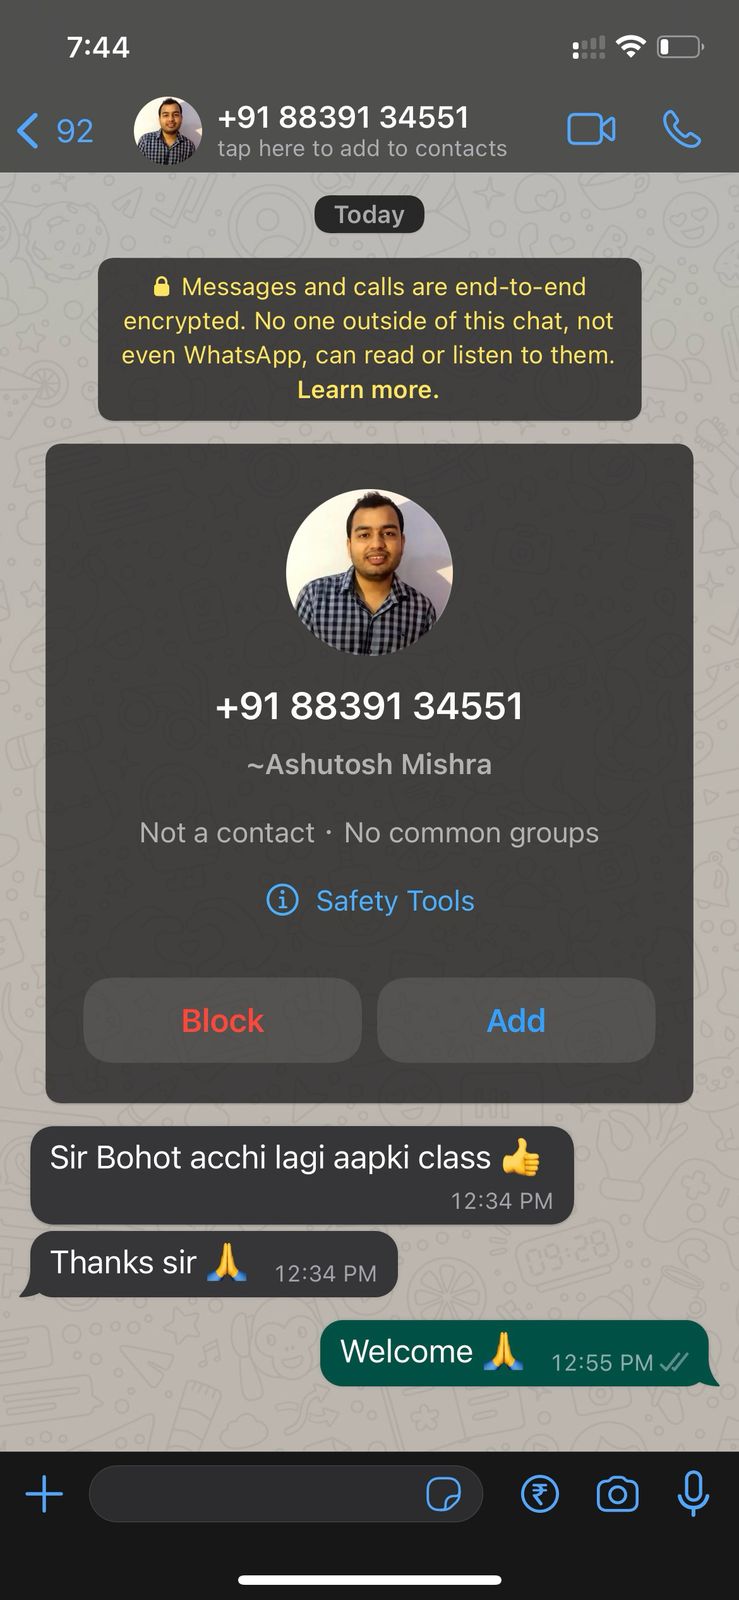 7:44
92
+91 88391 34551
tap here to add to contacts
Today
Messages and calls are end-to-end
encrypted. No one outside of this chat, not
even WhatsApp, can read or listen to them.
Learn more.
+91 88391 34551
~Ashutosh Mishra
Not a contact · No common groups
Safety Tools
Block
Add
Sir Bohot acchi lagi aapki class 👍
12:34 PM
Thanks sir 🙏 12:34 PM
Welcome 🙏 12:55 PM